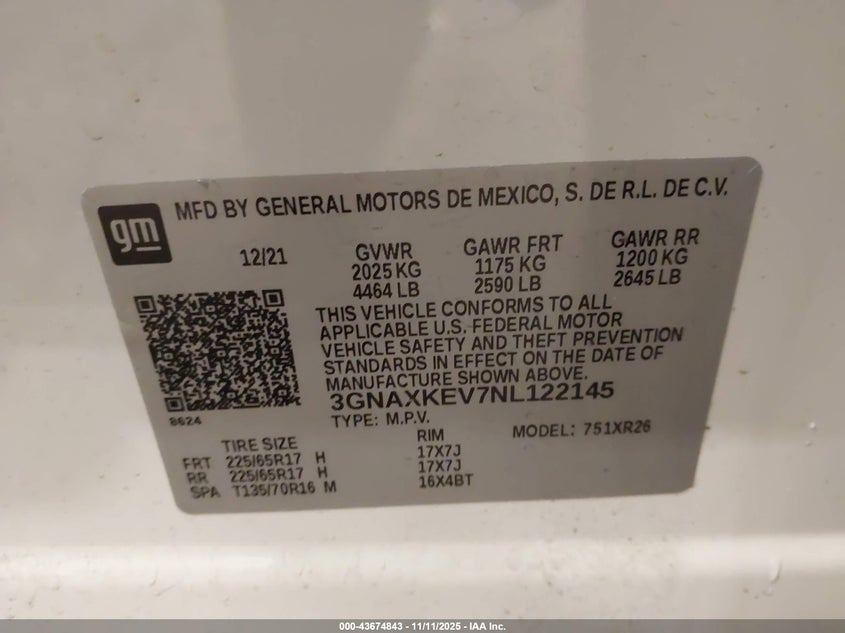 gm MFD BY GENERAL MOTORS DE MEXICO, S. DE R.L. DE C.V.
12/21 GVWR GAWR FRT GAWR RR
2025 KG 1175 KG 1200 KG
4464 LB 2590 LB 2645 LB
THIS VEHICLE CONFORMS TO ALL
APPLICABLE U.S. FEDERAL MOTOR
VEHICLE SAFETY AND THEFT PREVENTION
STANDARDS IN EFFECT ON THE DATE OF
MANUFACTURE SHOWN ABOVE.
3GNAXKEV7NL122145
8624
TYPE: M.P.V. MODEL: 751XR26
TIRE SIZE RIM
FRT 225/65R17 H 17X7J
RR 225/65R17 H 17X7J
SPA T135/70R16 M 16X4BT
000-43674843 - 11/11/2025 - IAA Inc.